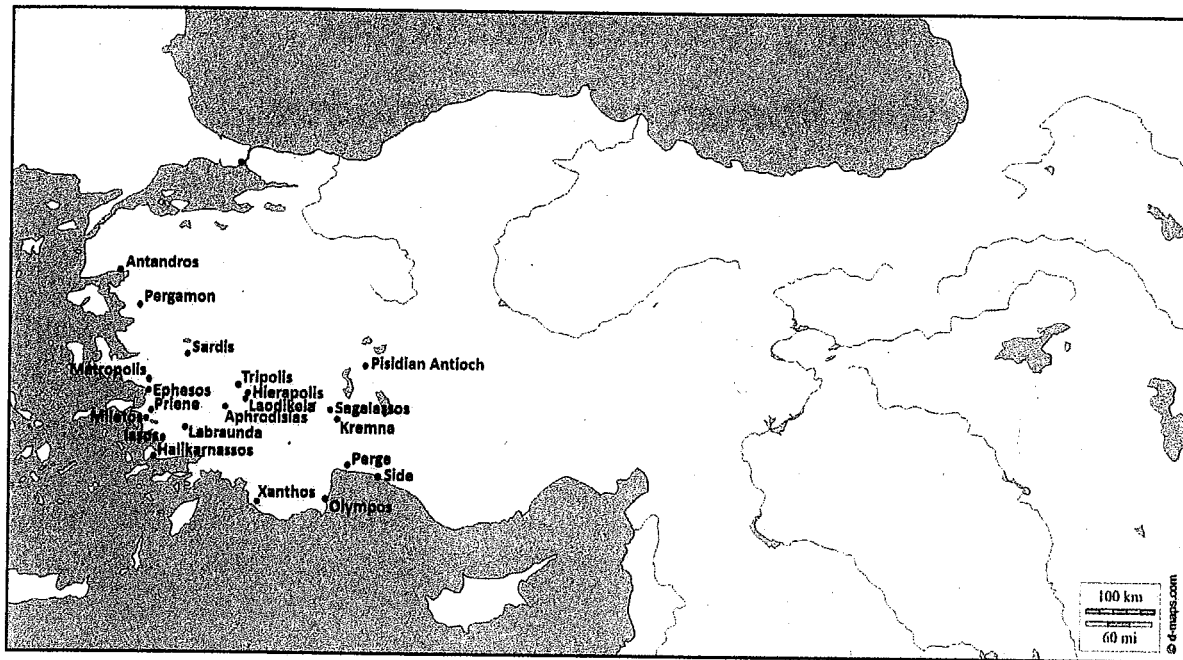 Antandros
Pergamon
Sardis
Metropolis
Pisidian Antioch
Tripolis
Ephesos
Hierapolis
Priene
Laodikeia
Miletos
Aphrodisias
Sagalassos
Iasos
Labraunda
Kremna
Halikarnassos
Perge
Side
Xanthos
Olympos
100 km
60 mi
© d-maps.com